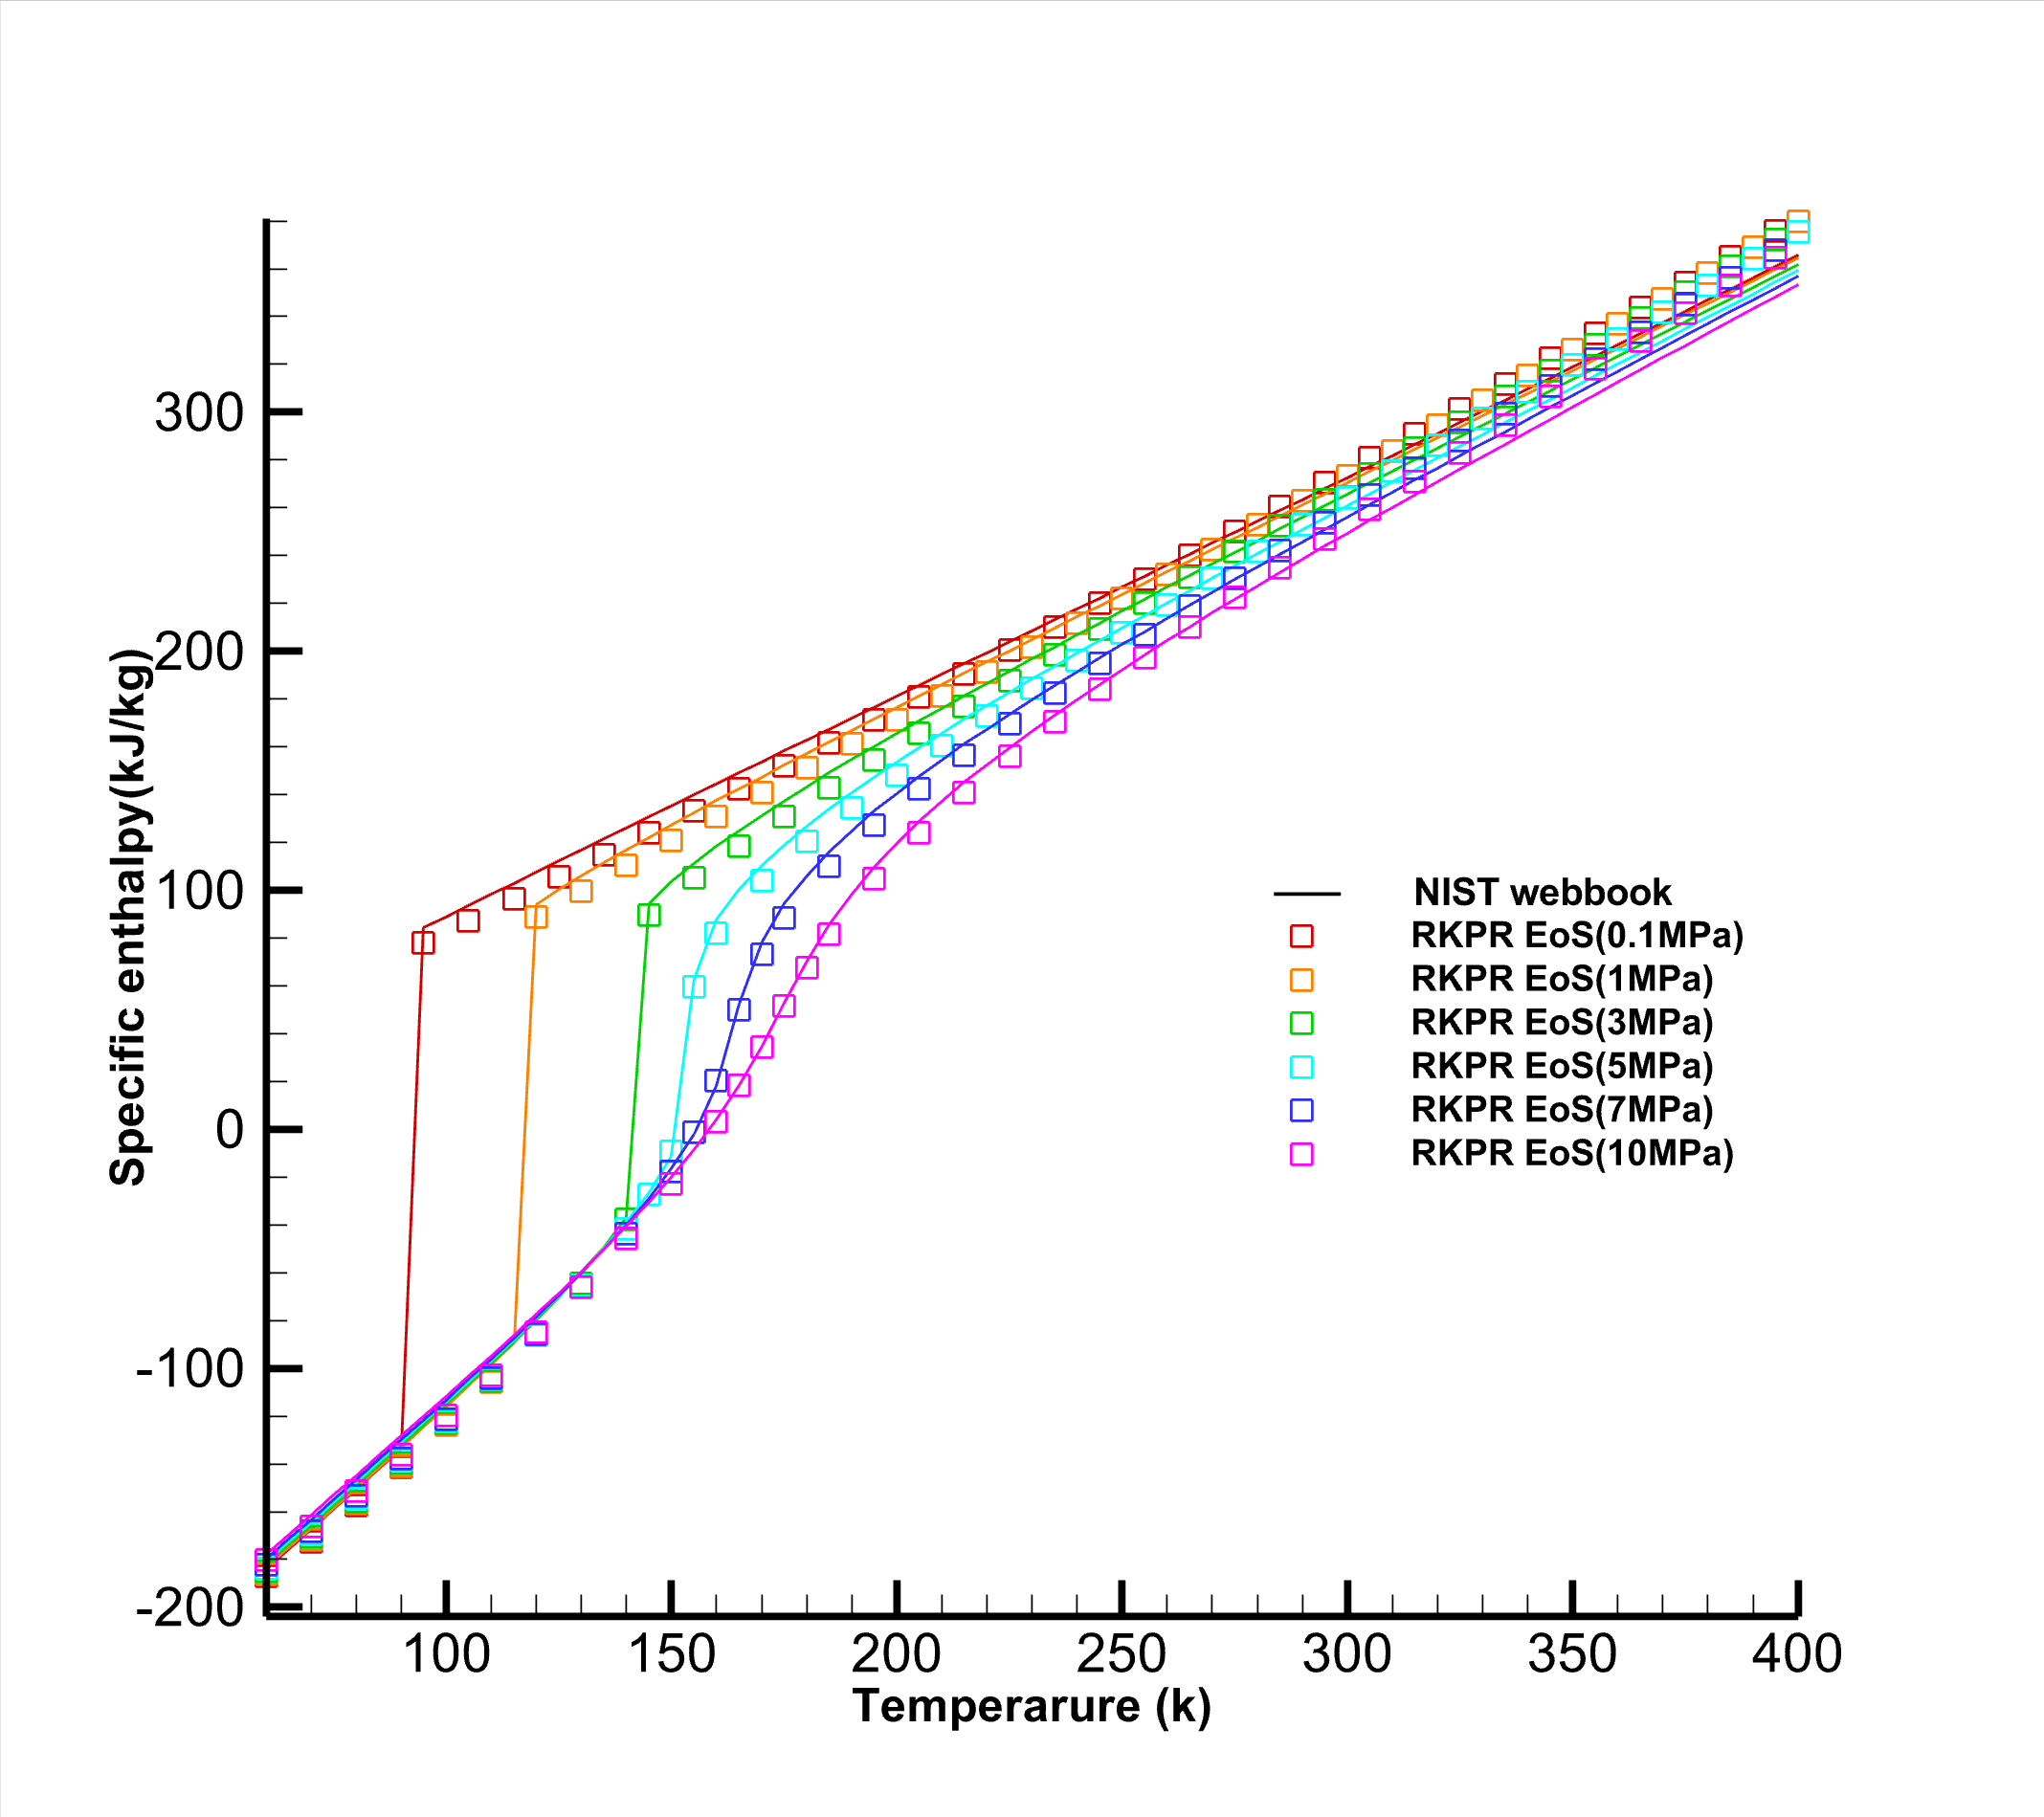 300
200
100
0
-100
-200
Specific enthalpy(kJ/kg)
NIST webbook
RKPR EoS(0.1MPa)
RKPR EoS(1MPa)
RKPR EoS(3MPa)
RKPR EoS(5MPa)
RKPR EoS(7MPa)
RKPR EoS(10MPa)
100 150 200 250 300 350 400
Temperarure (k)